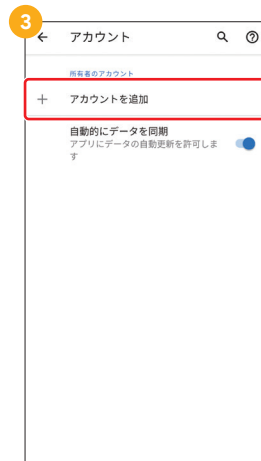 3
アカウント
所有者のアカウント
アカウントを追加
自動的にデータを同期
アプリにデータの自動更新を許可しま
す